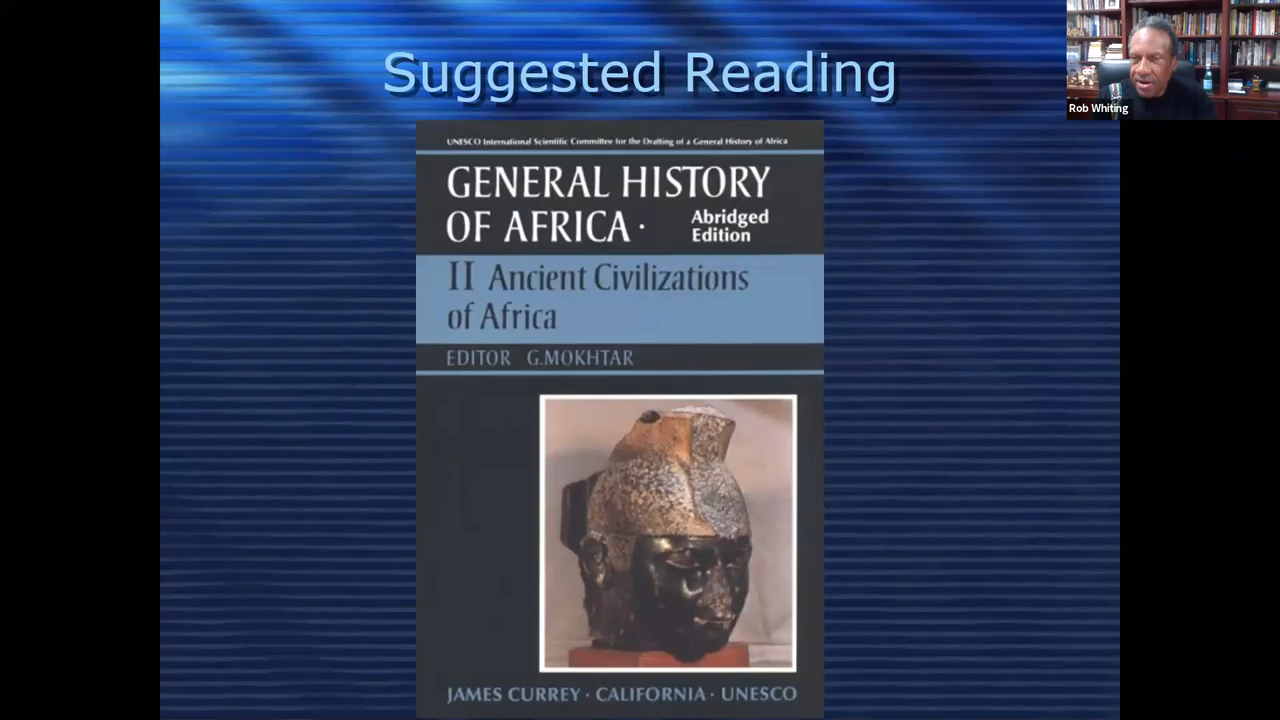 Suggested Reading
Rob Whiting
UNESCO International Scientific Committee for the Drafting of a General History of Africa
GENERAL HISTORY
OF AFRICA ·
Abridged
Edition
II Ancient Civilizations
of Africa
EDITOR G.MOKHTAR
JAMES CURREY · CALIFORNIA · UNESCO